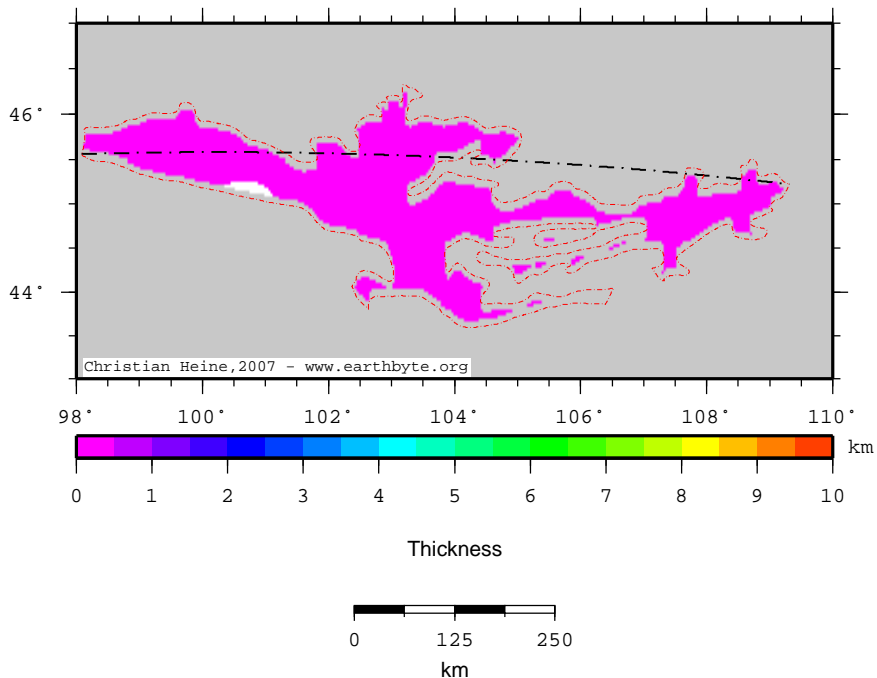 46°
44°
Christian Heine,2007 - www.earthbyte.org
98° 100° 102° 104° 106° 108° 110°
km
0 1 2 3 4 5 6 7 8 9 10
Thickness
0 125 250
km